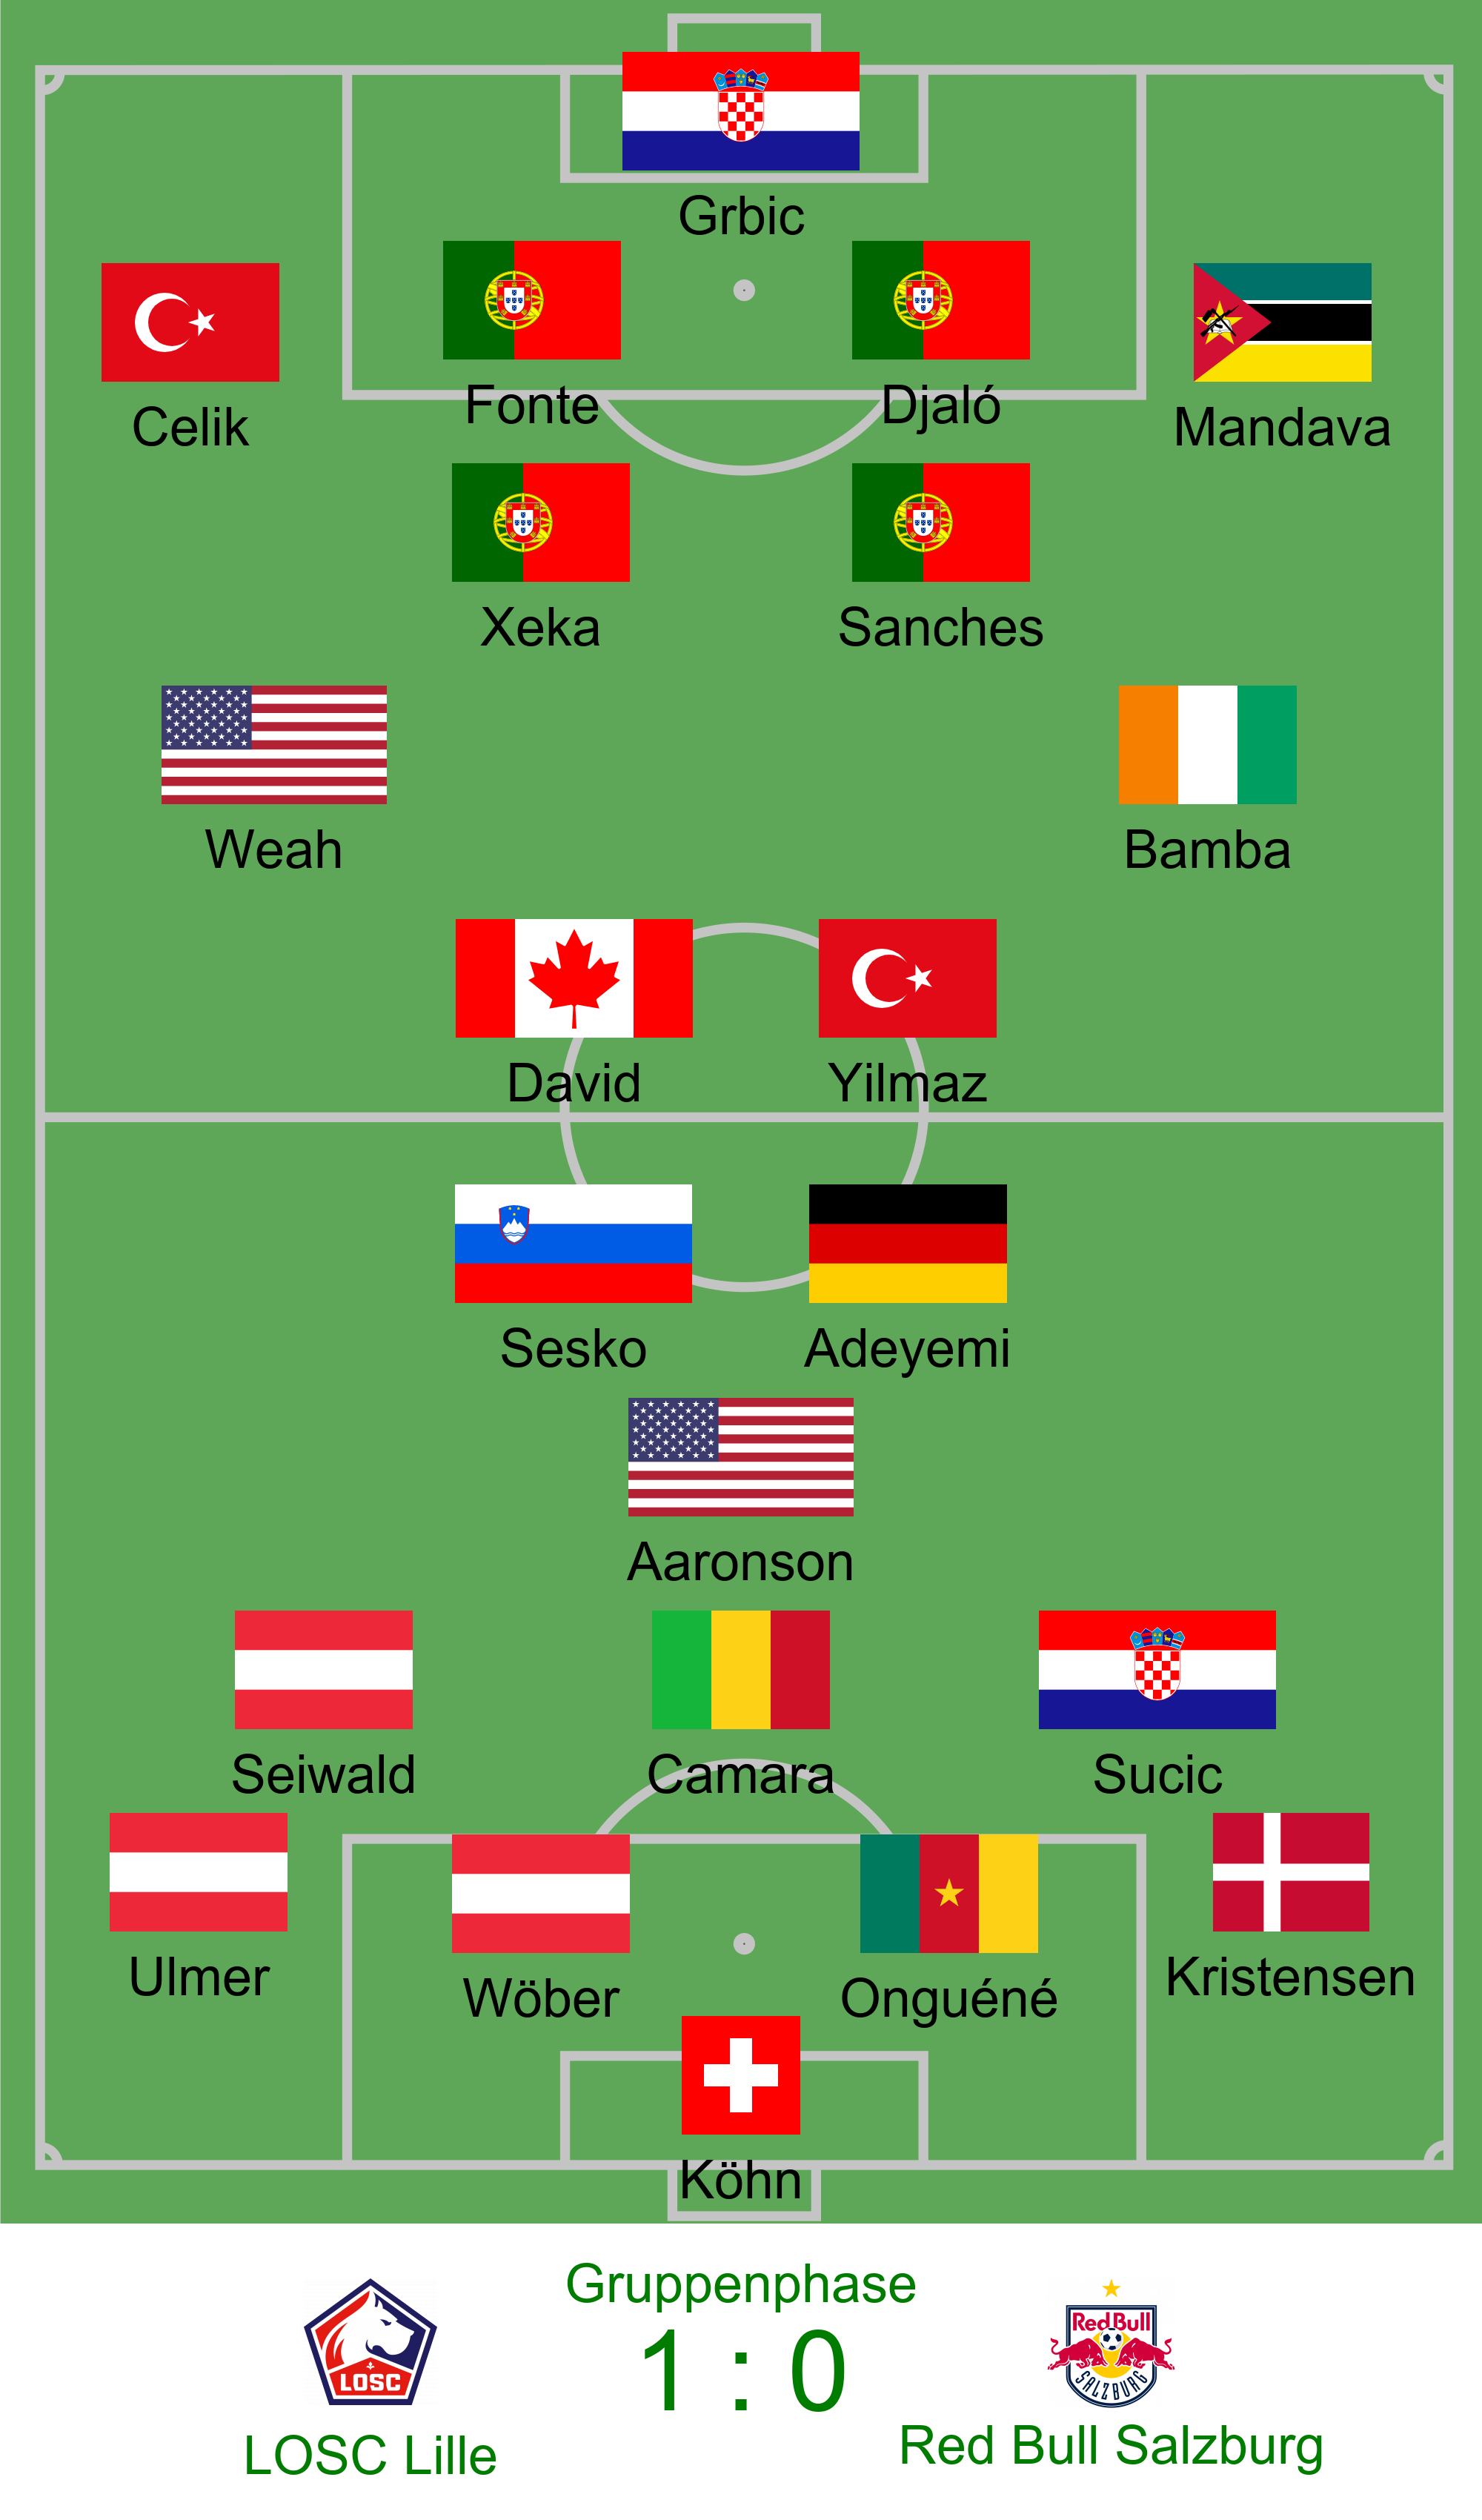 Grbic
Celik
Fonte
Djaló
Mandava
Xeka
Sanches
Weah
Bamba
David
Yilmaz
Sesko
Adeyemi
Aaronson
Seiwald
Camara
Sucic
Ulmer
Wöber
Onguéné
Kristensen
Köhn
Gruppenphase
1 : 0
LOSC
LOSC Lille
Red Bull
SALZBURG
Red Bull Salzburg